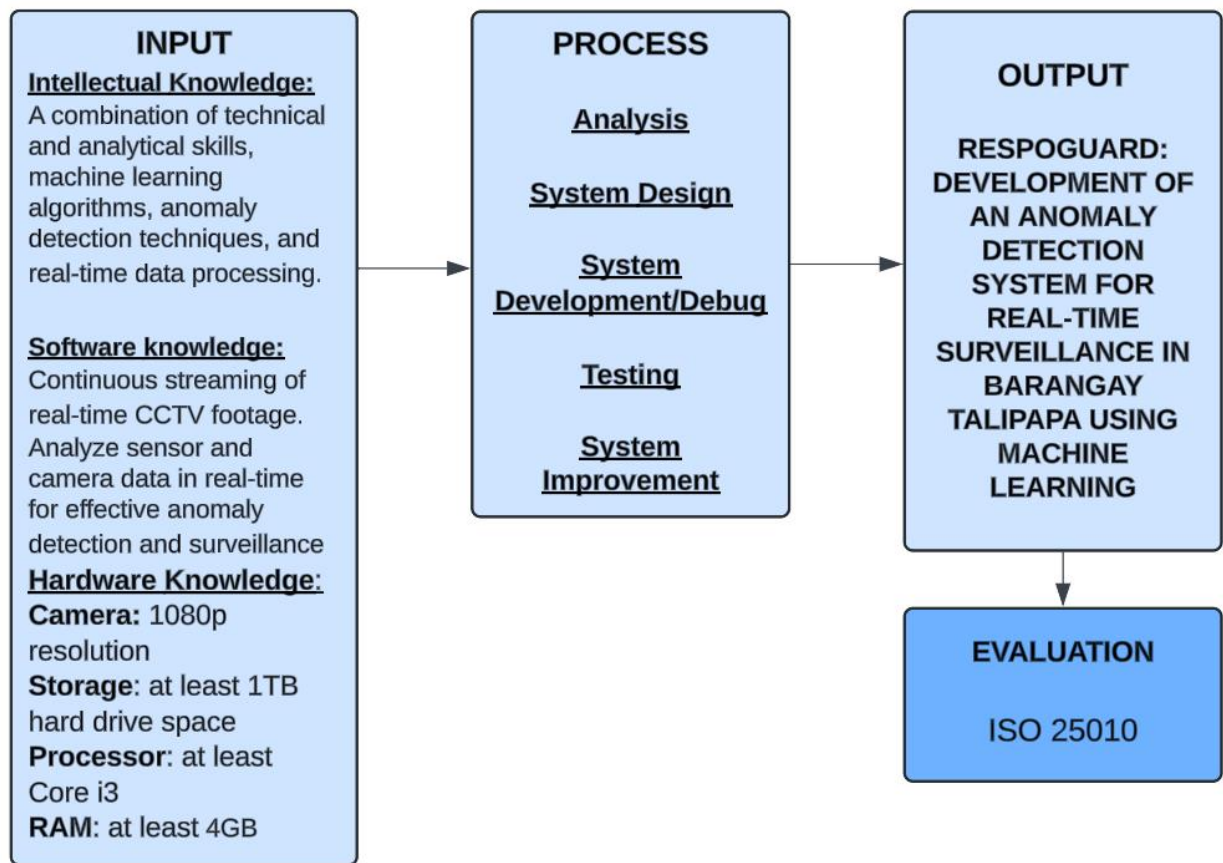 INPUT
Intellectual Knowledge:
A combination of technical
and analytical skills,
machine learning
algorithms, anomaly
detection techniques, and
real-time data processing.
Software knowledge:
Continuous streaming of
real-time CCTV footage.
Analyze sensor and
camera data in real-time
for effective anomaly
detection and surveillance
Hardware Knowledge:
Camera: 1080p
resolution
Storage: at least 1TB
hard drive space
Processor: at least
Core i3
RAM: at least 4GB
PROCESS
Analysis
System Design
System
Development/Debug
Testing
System
Improvement
OUTPUT
RESPOGUARD:
DEVELOPMENT OF
AN ANOMALY
DETECTION
SYSTEM FOR
REAL-TIME
SURVEILLANCE IN
BARANGAY
TALIPAPA USING
MACHINE
LEARNING
EVALUATION
ISO 25010